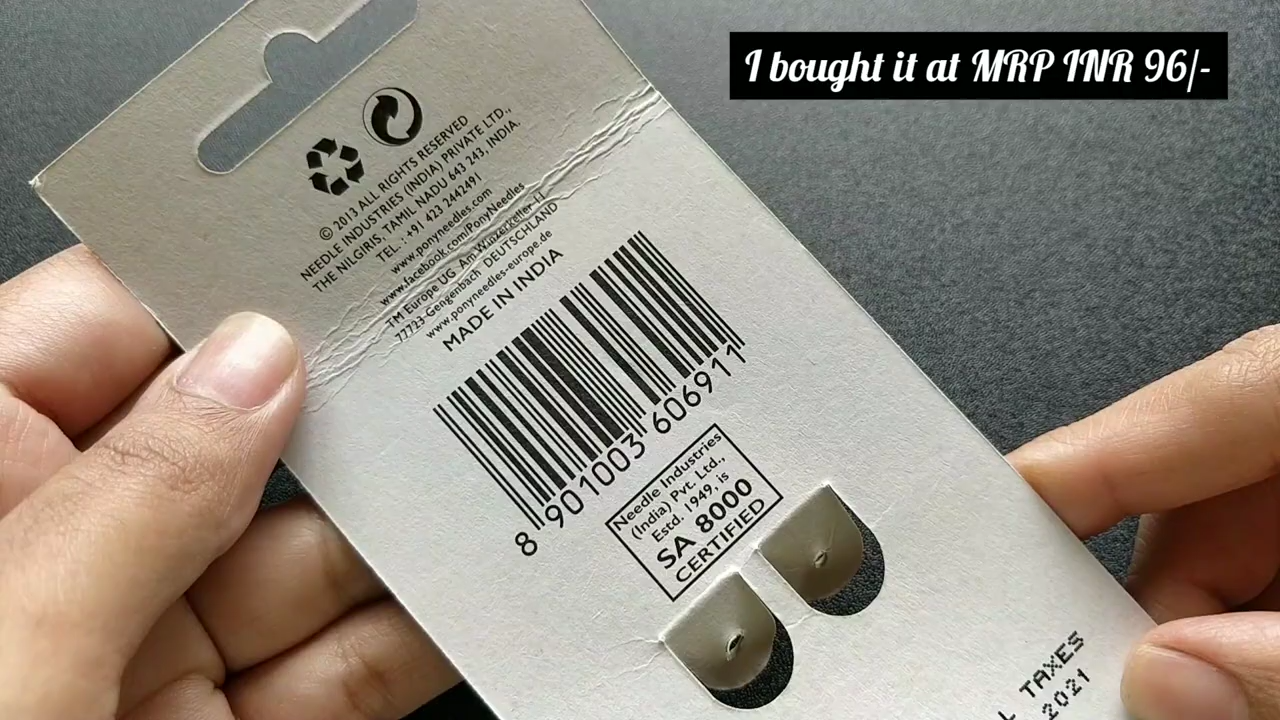 I bought it at MRP INR 96/-
© 2013 ALL RIGHTS RESERVED
NEEDLE INDUSTRIES (INDIA) PRIVATE LTD.,
THE NILGIRIS, TAMIL NADU 643 243, INDIA.
TEL. : +91 423 2442491
www.ponyneedles.com
www.facebook.com/PonyNeedles
TM Europe UG Am Winzerkeller
77723-Gengenbach DEUTSCHLAND
www.ponyneedles-europe.de
MADE IN INDIA
8 901003 606911
Needle Industries
(India) Pvt. Ltd.,
Estd. 1949, is
SA 8000
CERTIFIED
TAXES
2021